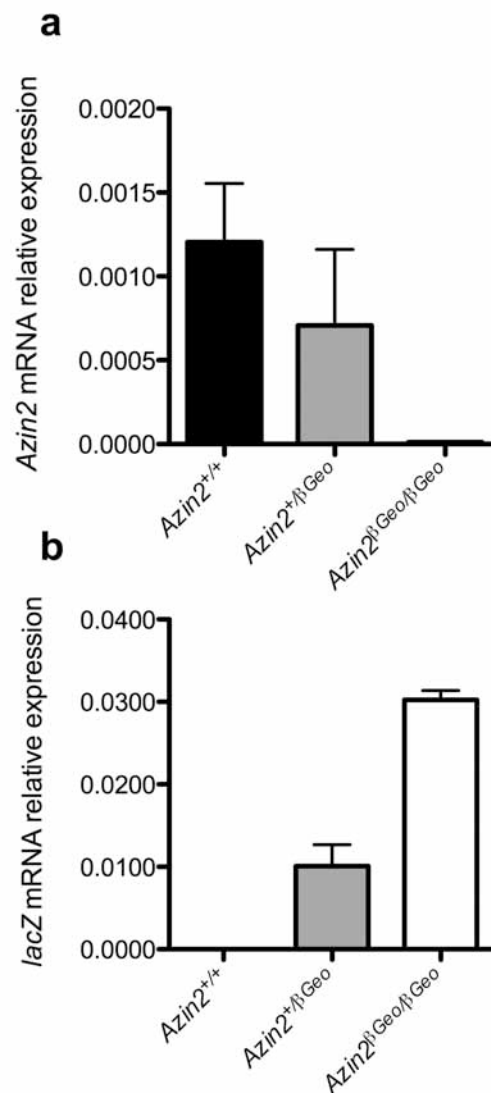 a
Azin2 mRNA relative expression
0.0020
0.0015
0.0010
0.0005
0.0000
Azin2+/+
Azin2+/βGeo
Azin2βGeo/βGeo
b
lacZ mRNA relative expression
0.0400
0.0300
0.0200
0.0100
0.0000
Azin2+/+
Azin2+/βGeo
Azin2βGeo/βGeo